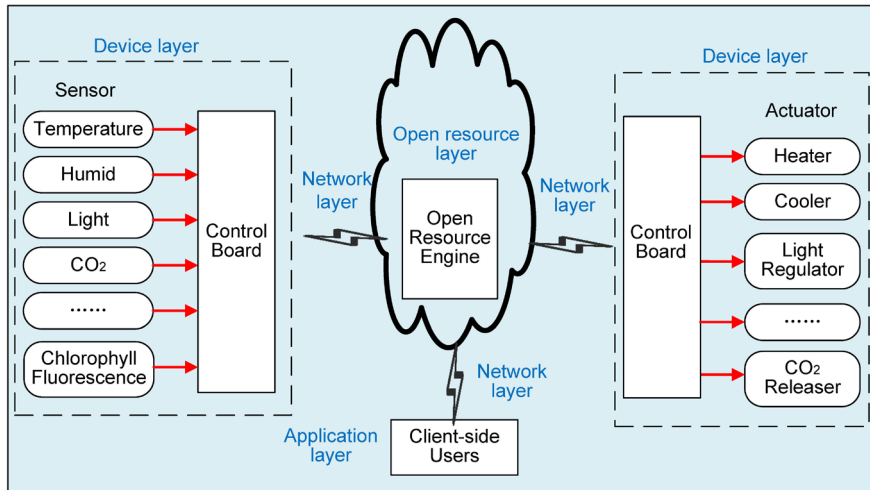 Device layer
Sensor
Temperature
Humid
Light
CO₂
······
Chlorophyll
Fluorescence
Control
Board
Network
layer
Open resource
layer
Open
Resource
Engine
Network
layer
Network
layer
Application
layer
Client-side
Users
Device layer
Actuator
Control
Board
Heater
Cooler
Light
Regulator
······
CO₂
Releaser